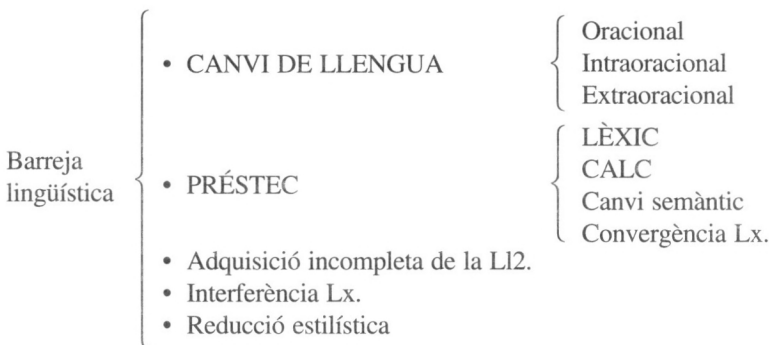 Barreja
lingüística
• CANVI DE LLENGUA
Oracional
Intraoracional
Extraoracional
• PRÉSTEC
LÈXIC
CALC
Canvi semàntic
Convergència Lx.
• Adquisició incompleta de la Ll2.
• Interferència Lx.
• Reducció estilística